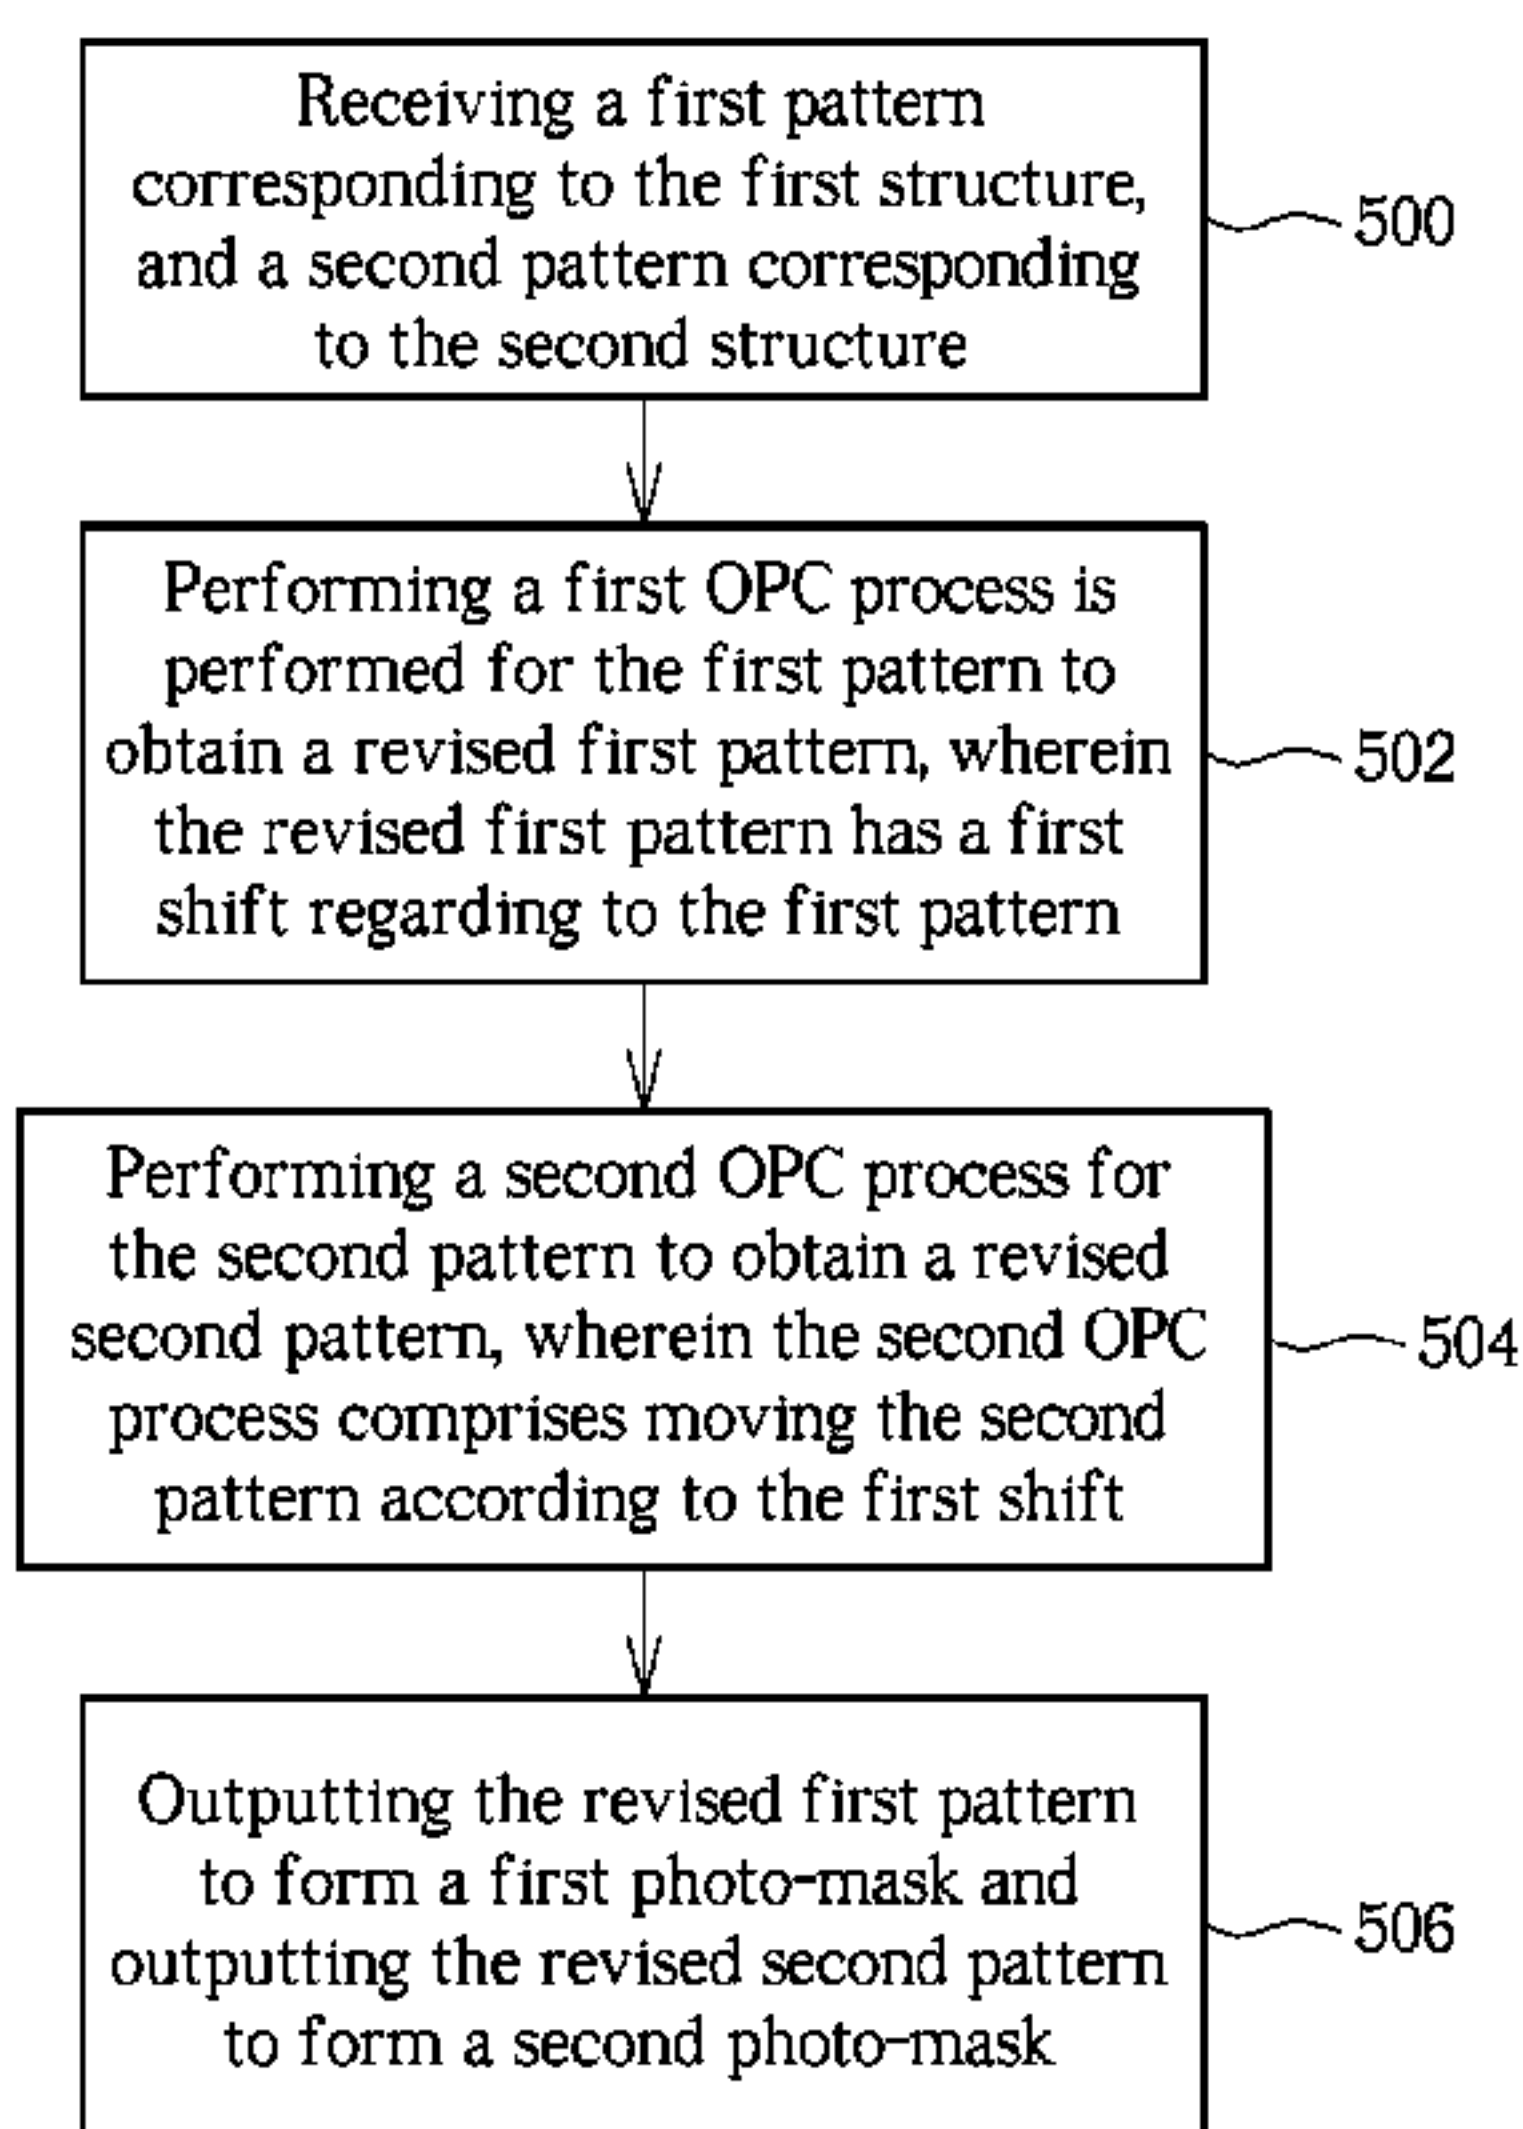 Receiving a first pattern
corresponding to the first structure,
and a second pattern corresponding
to the second structure
500
Performing a first OPC process is
performed for the first pattern to
obtain a revised first pattern, wherein
the revised first pattern has a first
shift regarding to the first pattern
502
Performing a second OPC process for
the second pattern to obtain a revised
second pattern, wherein the second OPC
process comprises moving the second
pattern according to the first shift
504
Outputting the revised first pattern
to form a first photo-mask and
outputting the revised second pattern
to form a second photo-mask
506